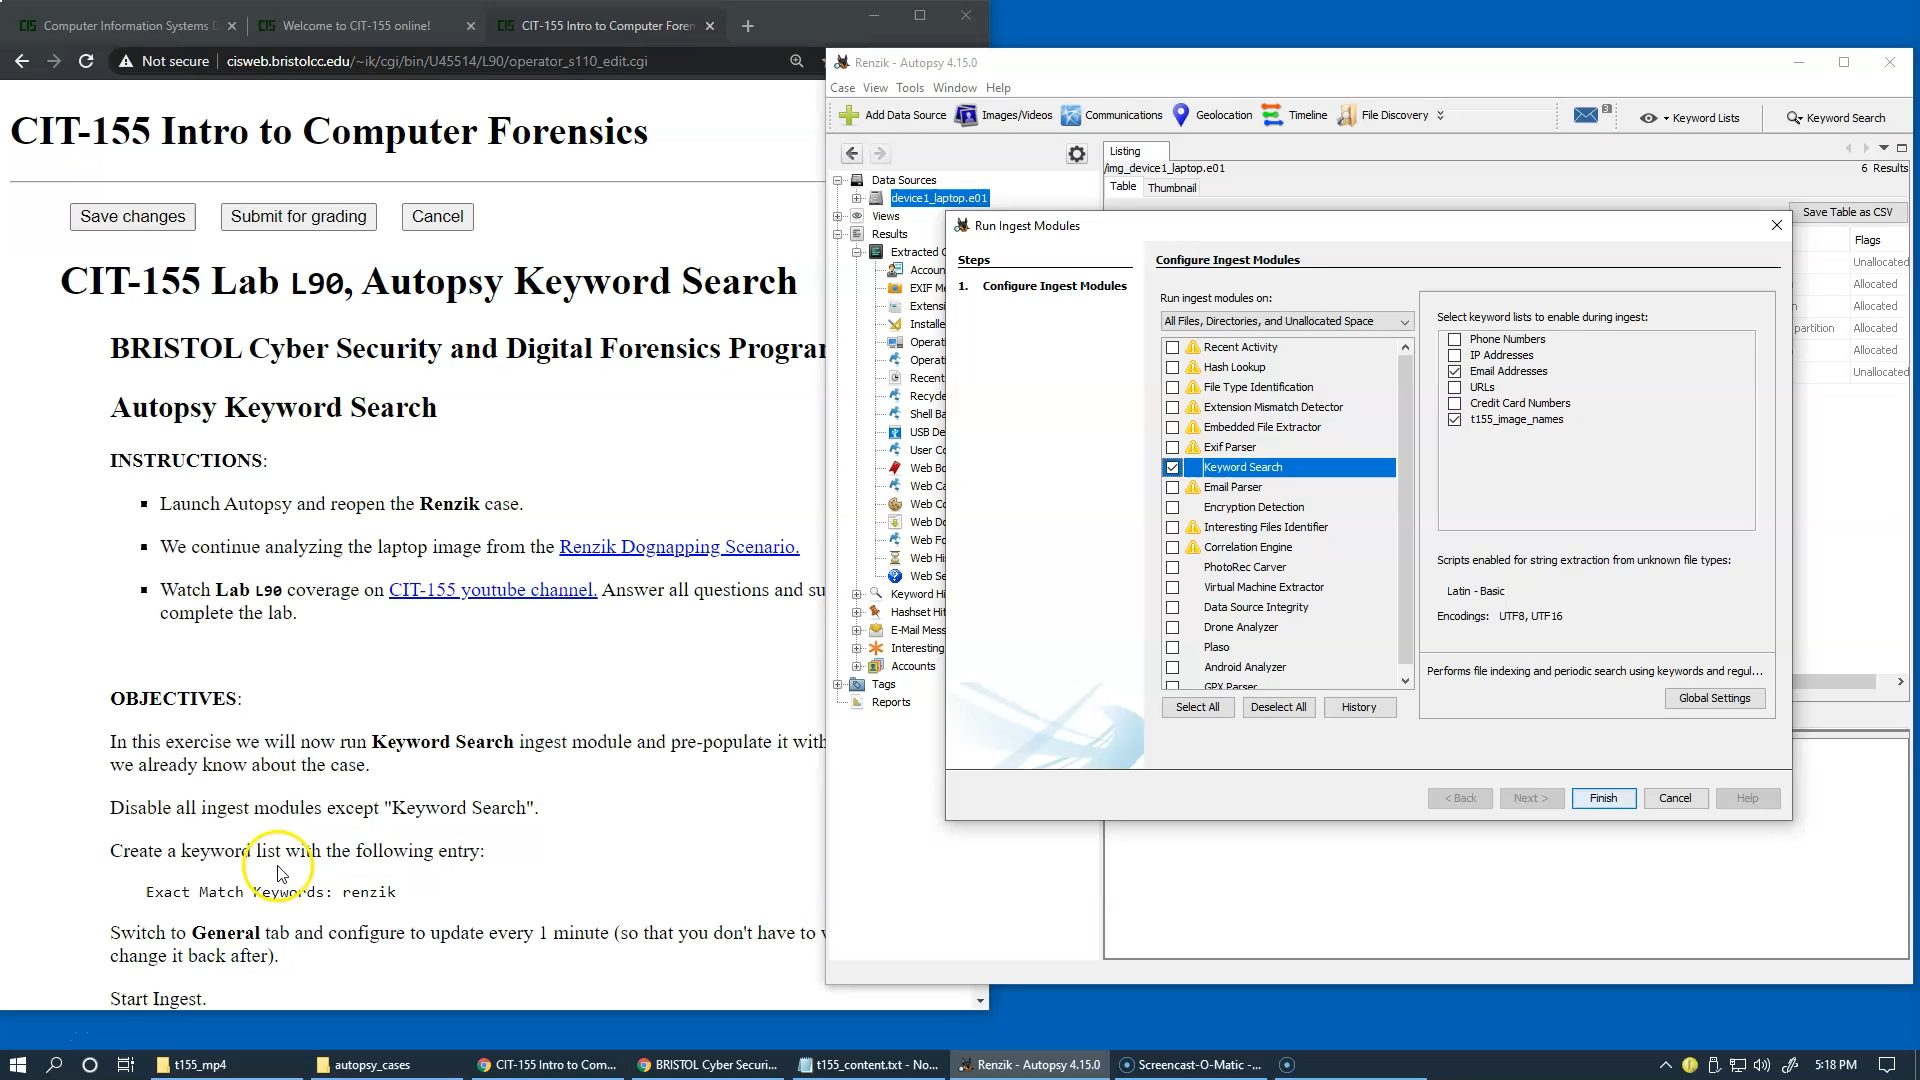 Computer Information Systems D
Welcome to CIT-155 online!
CIT-155 Intro to Computer Foren
Not secure
cisweb.bristolcc.edu/~ik/cgi/bin/U45514/L90/operator_s110_edit.cgi
CIT-155 Intro to Computer Forensics
Save changes
Submit for grading
Cancel
CIT-155 Lab L90, Autopsy Keyword Search
BRISTOL Cyber Security and Digital Forensics Program
Autopsy Keyword Search
INSTRUCTIONS:
Launch Autopsy and reopen the Renzik case.
We continue analyzing the laptop image from the Renzik Dognapping Scenario.
Watch Lab L90 coverage on CIT-155 youtube channel. Answer all questions and su
complete the lab.
OBJECTIVES:
In this exercise we will now run Keyword Search ingest module and pre-populate it with
we already know about the case.
Disable all ingest modules except "Keyword Search".
Create a keyword list with the following entry:
Exact Match Keywords: renzik
Switch to General tab and configure to update every 1 minute (so that you don't have to w
change it back after).
Start Ingest.
Renzik - Autopsy 4.15.0
Case View Tools Window Help
Add Data Source
Images/Videos
Communications
Geolocation
Timeline
File Discovery
3
Keyword Lists
Keyword Search
Data Sources
device1_laptop.e01
Views
Results
Extracted C
Accoun
EXIF Me
Extensi
Installe
Operati
Operati
Recent
Recycle
Shell Ba
USB De
User Co
Web Bo
Web Ca
Web Co
Web Do
Web Fo
Web His
Web Se
Keyword Hi
Hashset Hit
E-Mail Mess
Interesting
Accounts
Tags
Reports
Listing
/img_device1_laptop.e01
6 Results
Table
Thumbnail
Save Table as CSV
Flags
Unallocated
Allocated
Allocated
partition
Allocated
Allocated
Unallocated
Run Ingest Modules
Steps
1. Configure Ingest Modules
Configure Ingest Modules
Run ingest modules on:
All Files, Directories, and Unallocated Space
Recent Activity
Hash Lookup
File Type Identification
Extension Mismatch Detector
Embedded File Extractor
Exif Parser
Keyword Search
Email Parser
Encryption Detection
Interesting Files Identifier
Correlation Engine
PhotoRec Carver
Virtual Machine Extractor
Data Source Integrity
Drone Analyzer
Plaso
Android Analyzer
GPX Parser
Select All
Deselect All
History
Select keyword lists to enable during ingest:
Phone Numbers
IP Addresses
Email Addresses
URLs
Credit Card Numbers
t155_image_names
Scripts enabled for string extraction from unknown file types:
Latin - Basic
Encodings: UTF8, UTF16
Performs file indexing and periodic search using keywords and regul...
Global Settings
< Back
Next >
Finish
Cancel
Help
t155_mp4
autopsy_cases
CIT-155 Intro to Com...
BRISTOL Cyber Securi...
t155_content.txt - No...
Renzik - Autopsy 4.15.0
Screencast-O-Matic -...
5:18 PM